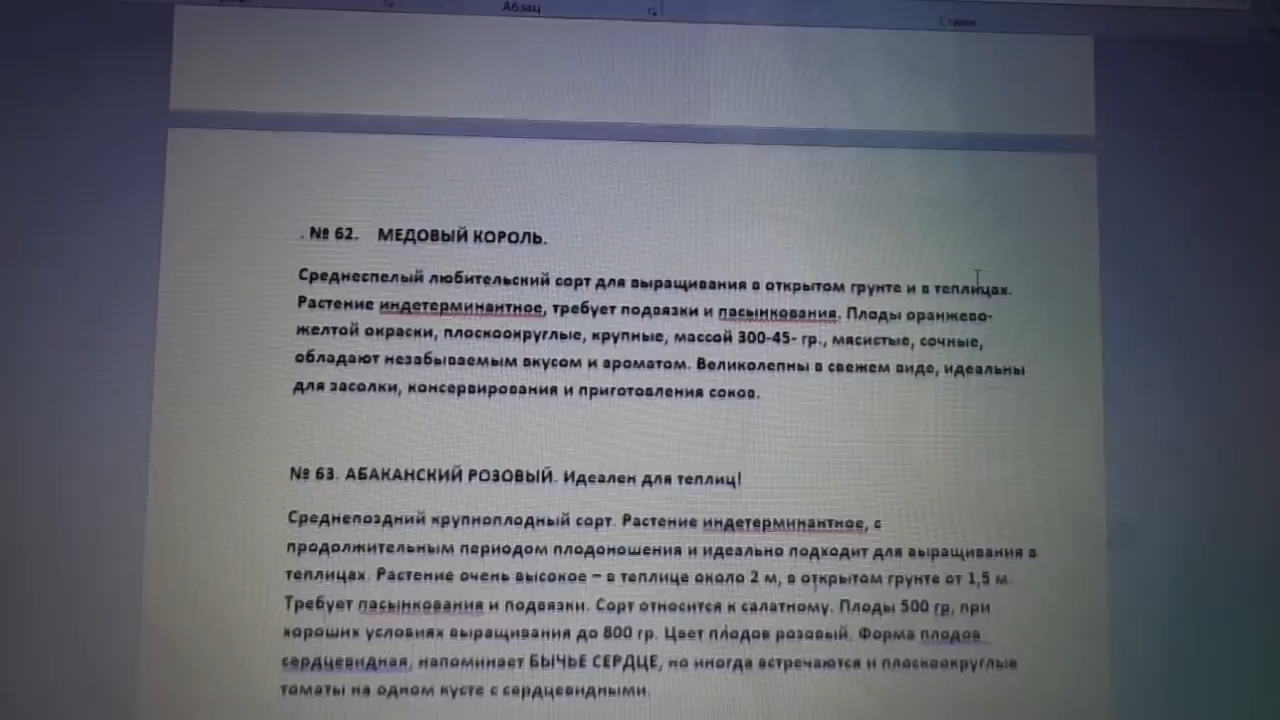 Абзац
. № 62. МЕДОВЫЙ КОРОЛЬ.
Среднеспелый любительский сорт для выращивания в открытом грунте и в теплицах.
Растение индетерминантное, требует подвязки и пасынкования. Плоды оранжево-
желтой окраски, плоскоокруглые, крупные, массой 300-45- гр., мясистые, сочные,
обладают незабываемым вкусом и ароматом. Великолепны в свежем виде, идеальны
для засолки, консервирования и приготовления соков.
№ 63. АБАКАНСКИЙ РОЗОВЫЙ. Идеален для теплиц!
Среднепоздний крупноплодный сорт. Растение индетерминантное, с
продолжительным периодом плодоношения и идеально подходит для выращивания в
теплицах. Растение очень высокое – в теплице около 2 м, в открытом грунте от 1,5 м.
Требует пасынкования и подвязки. Сорт относится к салатному. Плоды 500 гр, при
хороших условиях выращивания до 800 гр. Цвет плодов розовый. Форма плодов
сердцевидная, напоминает БЫЧЬЕ СЕРДЦЕ, но иногда встречаются и плоскоокруглые
томаты на одном кусте с сердцевидными.